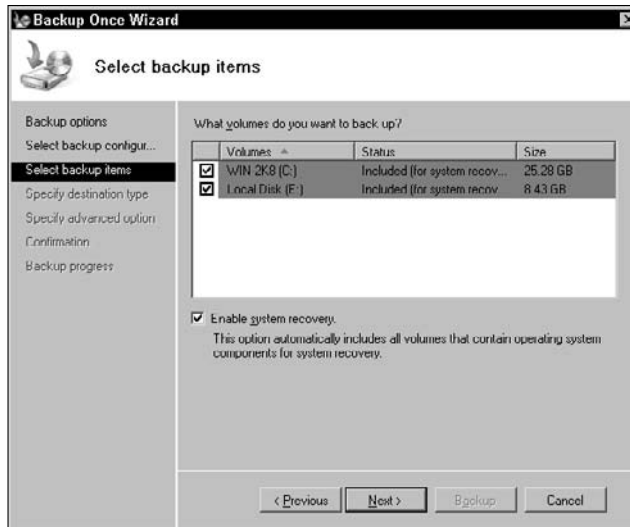 Backup Once Wizard
Select backup items
Backup options
Select backup configur...
Select backup items
Specify destination type
Specify advanced option
Confirmation
Backup progress
What volumes do you want to back up?
Volumes Status Size
WIN 2K8 (C:) Included (for system recov... 25.28 GB
Local Disk (E:) Included (for system recov... 8.43 GB
Enable system recovery.
This option automatically includes all volumes that contain operating system
components for system recovery.
< Previous Next > Backup Cancel